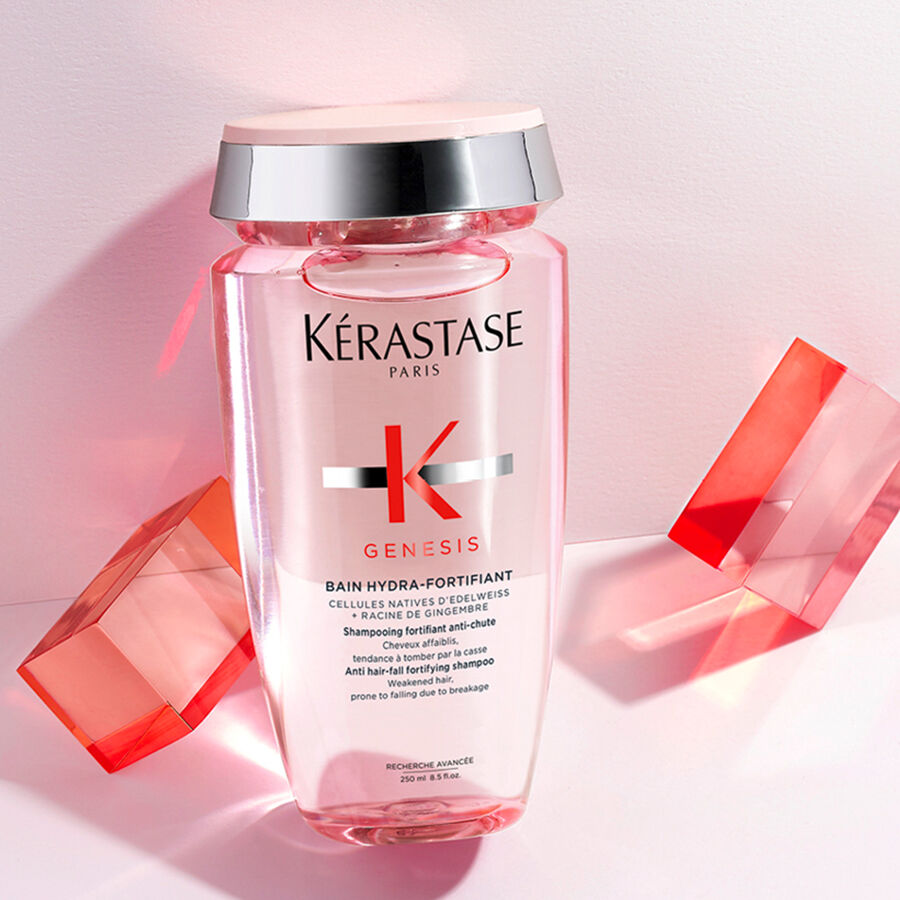 KÉRASTASE
PARIS
K
GENESIS
BAIN HYDRA-FORTIFIANT
CELLULES NATIVES D'EDELWEISS
+ RACINE DE GINGEMBRE
Shampooing fortifiant anti-chute
Cheveux affaiblis,
tendance à tomber par la casse
Anti hair-fall fortifying shampoo
Weakened hair,
prone to falling due to breakage
RECHERCHE AVANCÉE
250 ml 8.5 fl.oz.